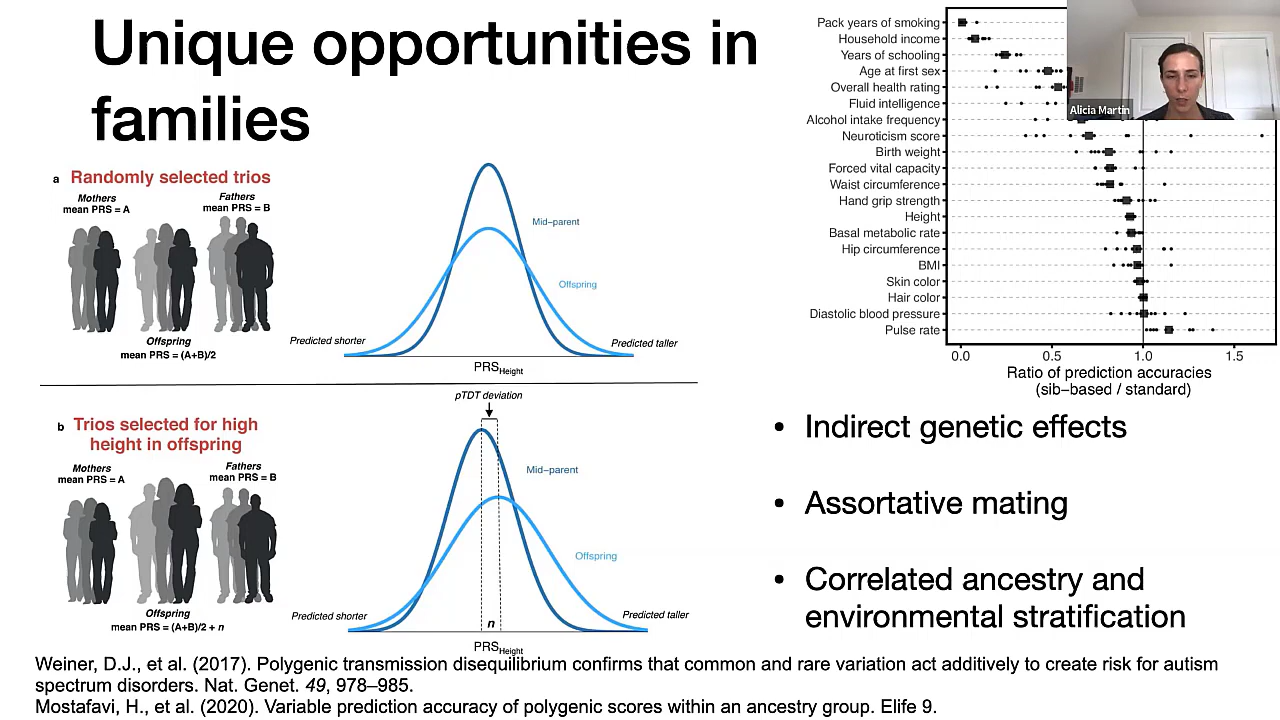 Unique opportunities in
families
a Randomly selected trios
Mothers
mean PRS = A
Fathers
mean PRS = B
Offspring
mean PRS = (A+B)/2
Mid–parent
Offspring
Predicted shorter
Predicted taller
PRSHeight
b Trios selected for high
height in offspring
Mothers
mean PRS = A
Fathers
mean PRS = B
Offspring
mean PRS = (A+B)/2 + n
pTDT deviation
Mid–parent
Offspring
Predicted shorter
n
Predicted taller
PRSHeight
Pack years of smoking
Household income
Years of schooling
Age at first sex
Overall health rating
Fluid intelligence
Alcohol intake frequency
Neuroticism score
Birth weight
Forced vital capacity
Waist circumference
Hand grip strength
Height
Basal metabolic rate
Hip circumference
BMI
Skin color
Hair color
Diastolic blood pressure
Pulse rate
0.0 0.5 1.0 1.5
Ratio of prediction accuracies
(sib–based / standard)
Alicia Martin
• Indirect genetic effects
• Assortative mating
• Correlated ancestry and
environmental stratification
Weiner, D.J., et al. (2017). Polygenic transmission disequilibrium confirms that common and rare variation act additively to create risk for autism
spectrum disorders. Nat. Genet. 49, 978–985.
Mostafavi, H., et al. (2020). Variable prediction accuracy of polygenic scores within an ancestry group. Elife 9.